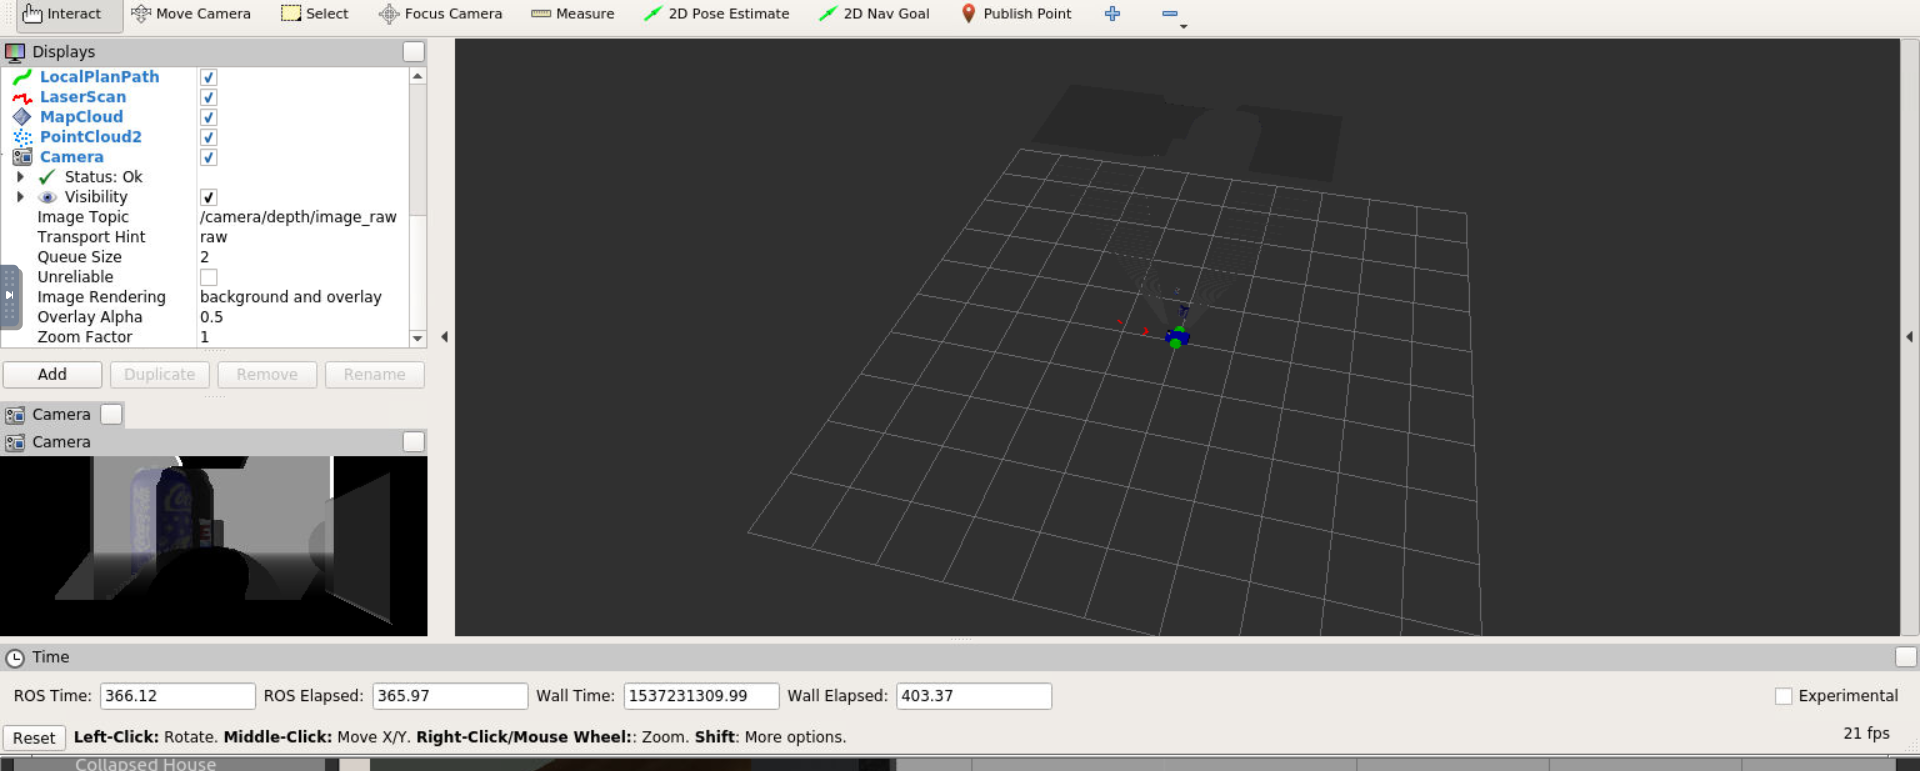 Interact Move Camera Select Focus Camera Measure 2D Pose Estimate 2D Nav Goal Publish Point
Displays
LocalPlanPath
LaserScan
MapCloud
PointCloud2
Camera
Status: Ok
Visibility
Image Topic /camera/depth/image_raw
Transport Hint raw
Queue Size 2
Unreliable
Image Rendering background and overlay
Overlay Alpha 0.5
Zoom Factor 1
Add Duplicate Remove Rename
Camera
Camera
Time
ROS Time: 366.12 ROS Elapsed: 365.97 Wall Time: 1537231309.99 Wall Elapsed: 403.37 Experimental
Reset Left-Click: Rotate. Middle-Click: Move X/Y. Right-Click/Mouse Wheel:: Zoom. Shift: More options. 21 fps
Collapsed House